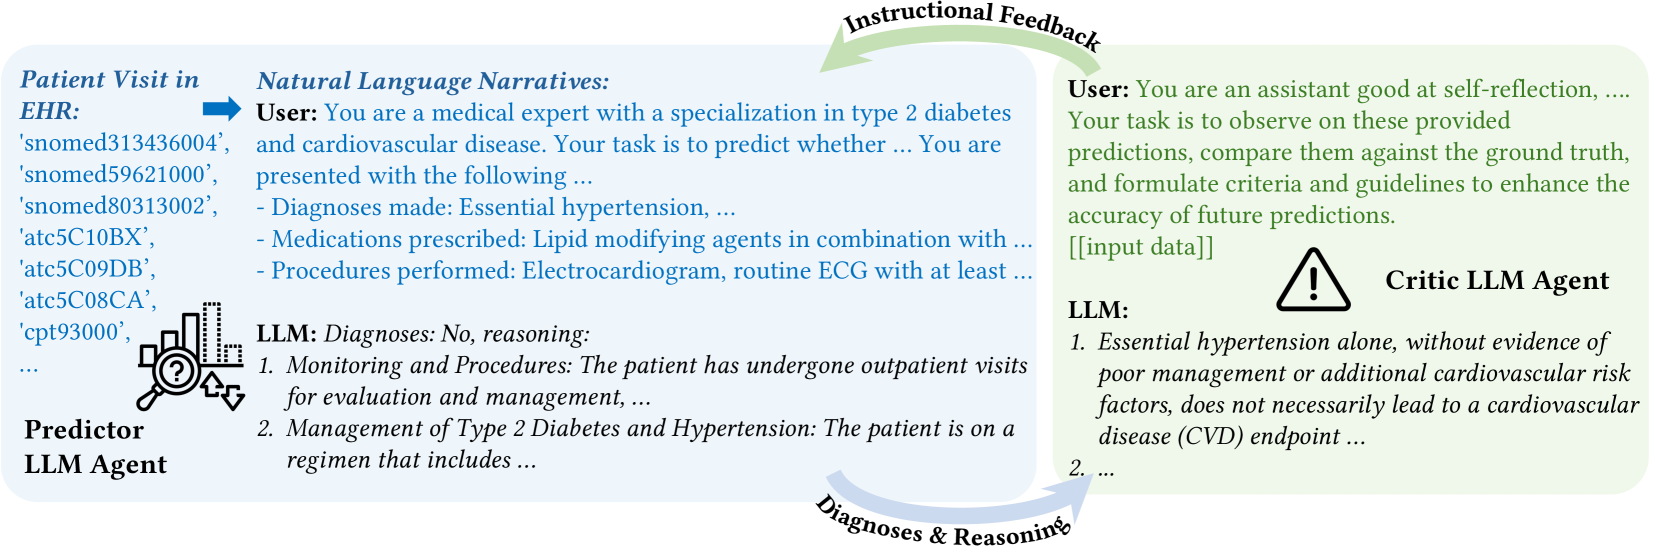 Instructional Feedback
Patient Visit in
EHR:
'snomed313436004’,
'snomed59621000’,
'snomed80313002’,
'atc5C10BX’,
'atc5C09DB’,
'atc5C08CA’,
'cpt93000’,
...
?
Predictor
LLM Agent
Natural Language Narratives:
User: You are a medical expert with a specialization in type 2 diabetes
and cardiovascular disease. Your task is to predict whether ... You are
presented with the following ...
- Diagnoses made: Essential hypertension, ...
- Medications prescribed: Lipid modifying agents in combination with ...
- Procedures performed: Electrocardiogram, routine ECG with at least ...
LLM: Diagnoses: No, reasoning:
1. Monitoring and Procedures: The patient has undergone outpatient visits
for evaluation and management, ...
2. Management of Type 2 Diabetes and Hypertension: The patient is on a
regimen that includes ...
User: You are an assistant good at self-reflection, ....
Your task is to observe on these provided
predictions, compare them against the ground truth,
and formulate criteria and guidelines to enhance the
accuracy of future predictions.
[[input data]]
!
Critic LLM Agent
LLM:
1. Essential hypertension alone, without evidence of
poor management or additional cardiovascular risk
factors, does not necessarily lead to a cardiovascular
disease (CVD) endpoint ...
2. ...
Diagnoses & Reasoning